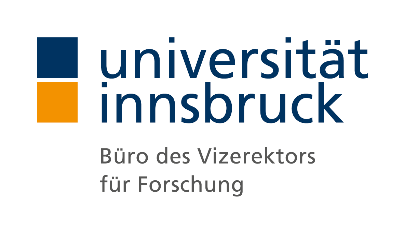 universität
innsbruck
Büro des Vizerektors
für Forschung